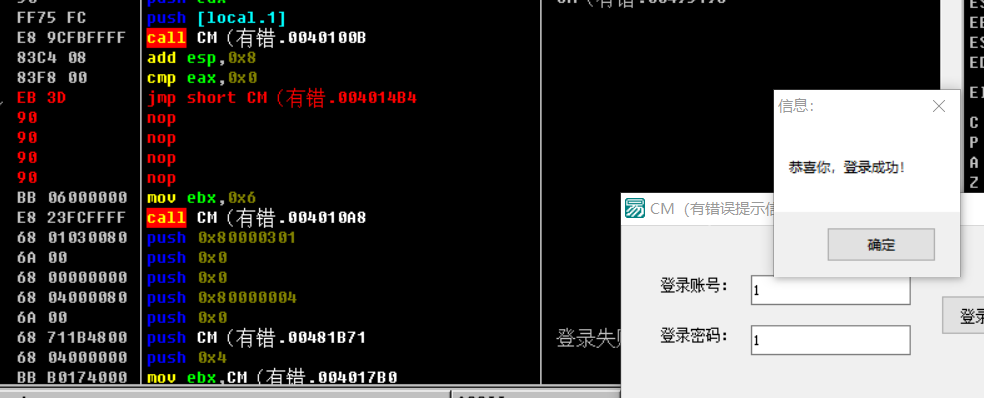 FF75 FC push [local.1]
E8 9CFBFFFF call CM（有错.0040100B
83C4 08 add esp,0x8
83F8 00 cmp eax,0x0
EB 3D jmp short CM（有错.004014B4
90 nop
90 nop
90 nop
90 nop
BB 06000000 mov ebx,0x6
E8 23FCFFFF call CM（有错.004010A8
68 01030080 push 0x80000301
6A 00 push 0x0
68 00000000 push 0x0
68 04000080 push 0x80000004
6A 00 push 0x0
68 711B4800 push CM（有错.00481B71 登录失败
68 04000000 push 0x4
BB B0174000 mov ebx,CM（有错.004017B0
信息：
恭喜你，登录成功！
确定
CM（有错误提示信
登录账号： 1
登录
登录密码： 1
C
P
A
Z